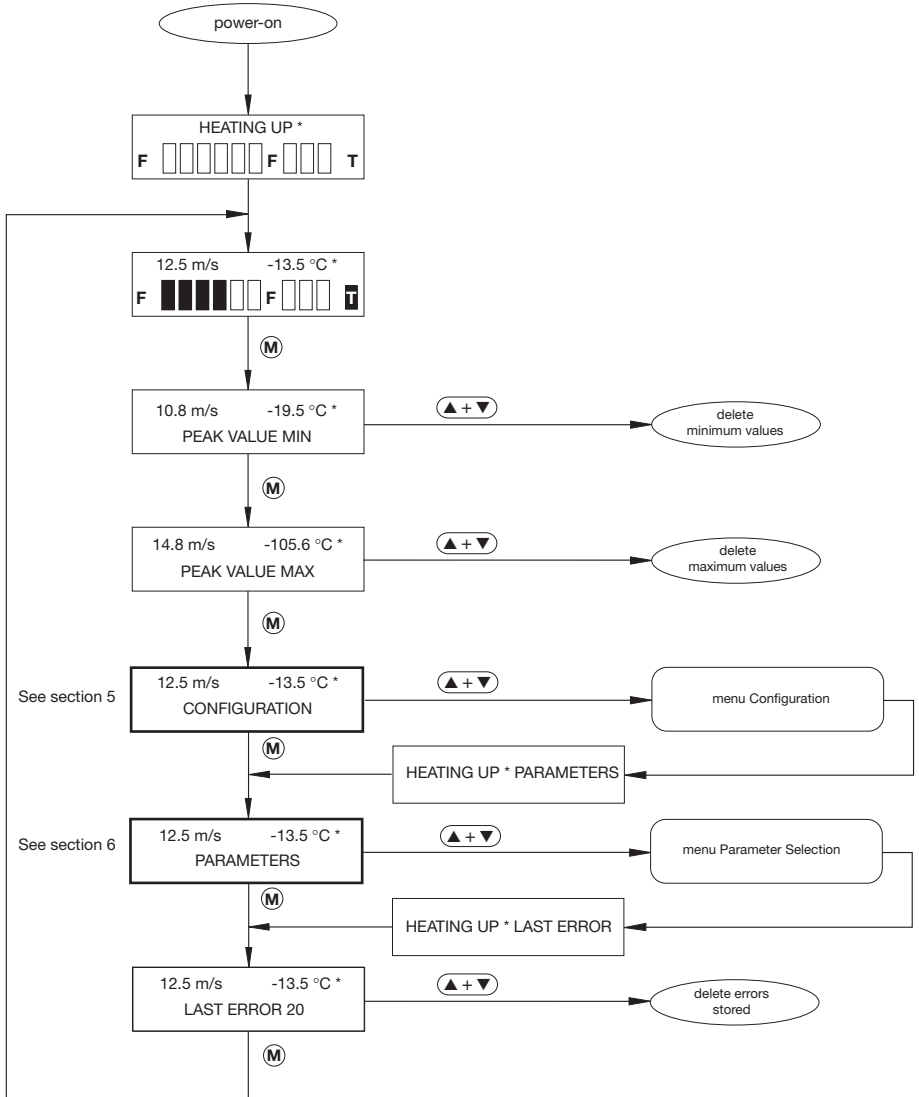 power-on
HEATING UP *
F F T
12.5 m/s -13.5 °C *
F F T
M
10.8 m/s -19.5 °C *
PEAK VALUE MIN
▲ + ▼
delete
minimum values
M
14.8 m/s -105.6 °C *
PEAK VALUE MAX
▲ + ▼
delete
maximum values
M
See section 5
12.5 m/s -13.5 °C *
CONFIGURATION
▲ + ▼
menu Configuration
M
HEATING UP * PARAMETERS
See section 6
12.5 m/s -13.5 °C *
PARAMETERS
▲ + ▼
menu Parameter Selection
M
HEATING UP * LAST ERROR
12.5 m/s -13.5 °C *
LAST ERROR 20
▲ + ▼
delete errors
stored
M